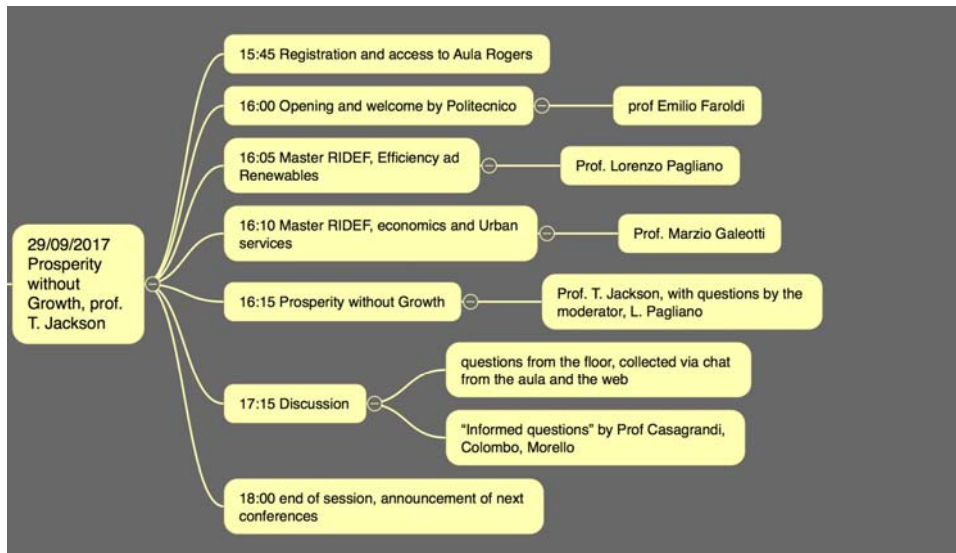 29/09/2017
Prosperity
without
Growth, prof.
T. Jackson
15:45 Registration and access to Aula Rogers
16:00 Opening and welcome by Politecnico
prof Emilio Faroldi
16:05 Master RIDEF, Efficiency ad
Renewables
Prof. Lorenzo Pagliano
16:10 Master RIDEF, economics and Urban
services
Prof. Marzio Galeotti
16:15 Prosperity without Growth
Prof. T. Jackson, with questions by the
moderator, L. Pagliano
17:15 Discussion
questions from the floor, collected via chat
from the aula and the web
“Informed questions” by Prof Casagrandi,
Colombo, Morello
18:00 end of session, announcement of next
conferences